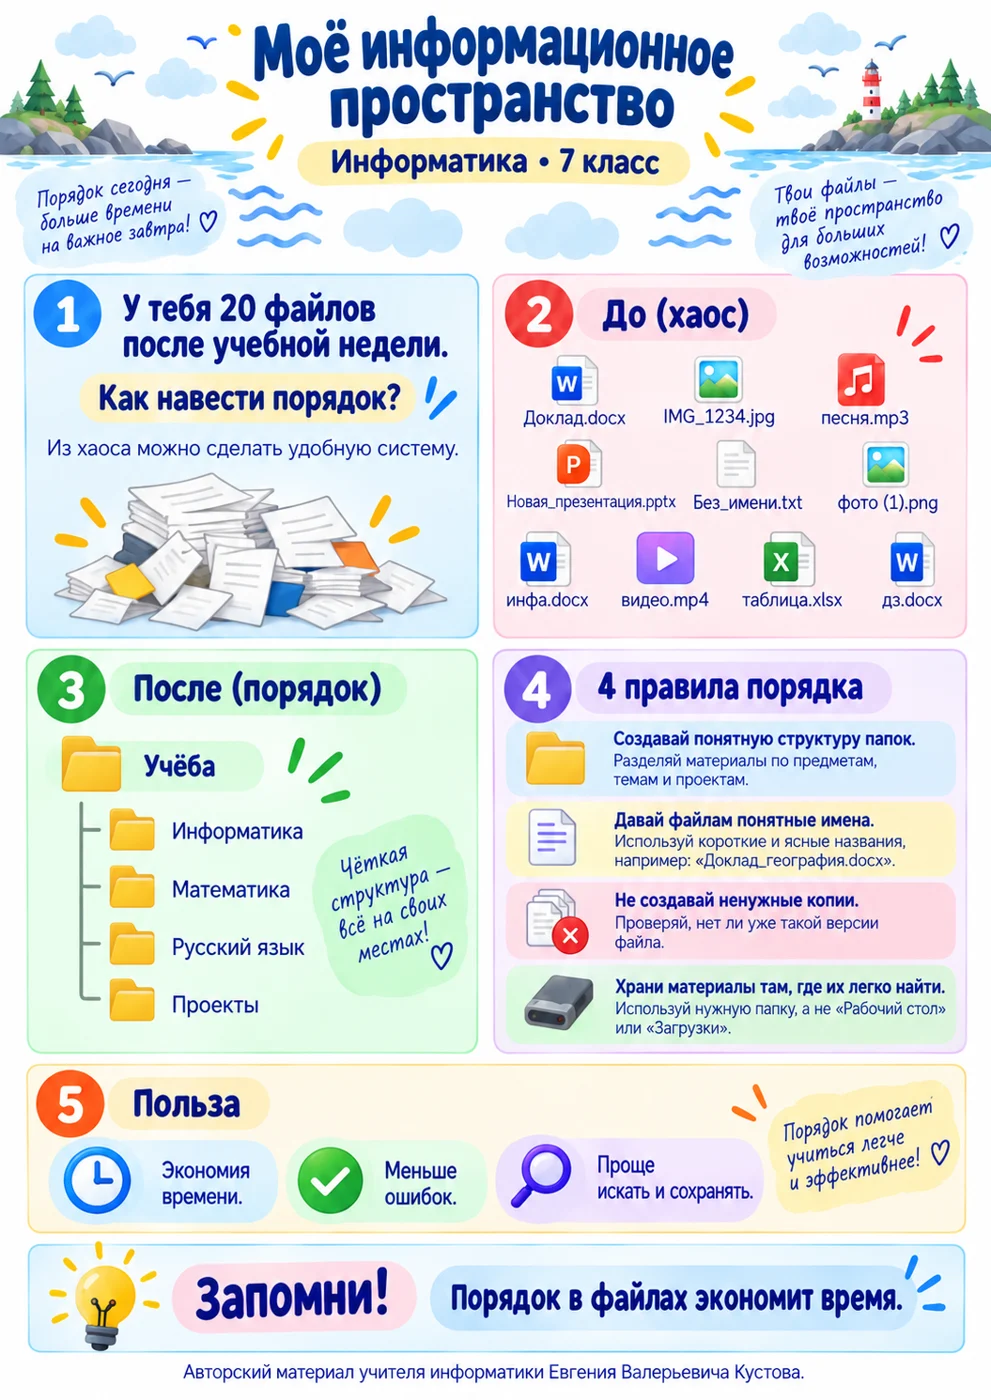 Моё информационное
пространство
Информатика • 7 класс
Порядок сегодня —
больше времени
на важное завтра!
Твои файлы —
твоё пространство
для больших
возможностей!
1
У тебя 20 файлов
после учебной недели.
Как навести порядок?
Из хаоса можно сделать удобную систему.
2
До (хаос)
W
Доклад.docx
IMG_1234.jpg
песня.mp3
P
Новая_презентация.pptx
Без_имени.txt
фото (1).png
W
инфа.docx
видео.mp4
X
таблица.xlsx
W
дз.docx
3
После (порядок)
Учёба
Информатика
Математика
Русский язык
Проекты
Чёткая
структура —
всё на своих
местах!
4
4 правила порядка
Создавай понятную структуру папок.
Разделяй материалы по предметам,
темам и проектам.
Давай файлам понятные имена.
Используй короткие и ясные названия,
например: «Доклад_география.docx».
Не создавай ненужные копии.
Проверяй, нет ли уже такой версии
файла.
Храни материалы там, где их легко найти.
Используй нужную папку, а не «Рабочий стол»
или «Загрузки».
5
Польза
Экономия
времени.
Меньше
ошибок.
Проще
искать и сохранять.
Порядок помогает
учиться легче
и эффективнее!
Запомни!
Порядок в файлах экономит время.
Авторский материал учителя информатики Евгения Валерьевича Кустова.